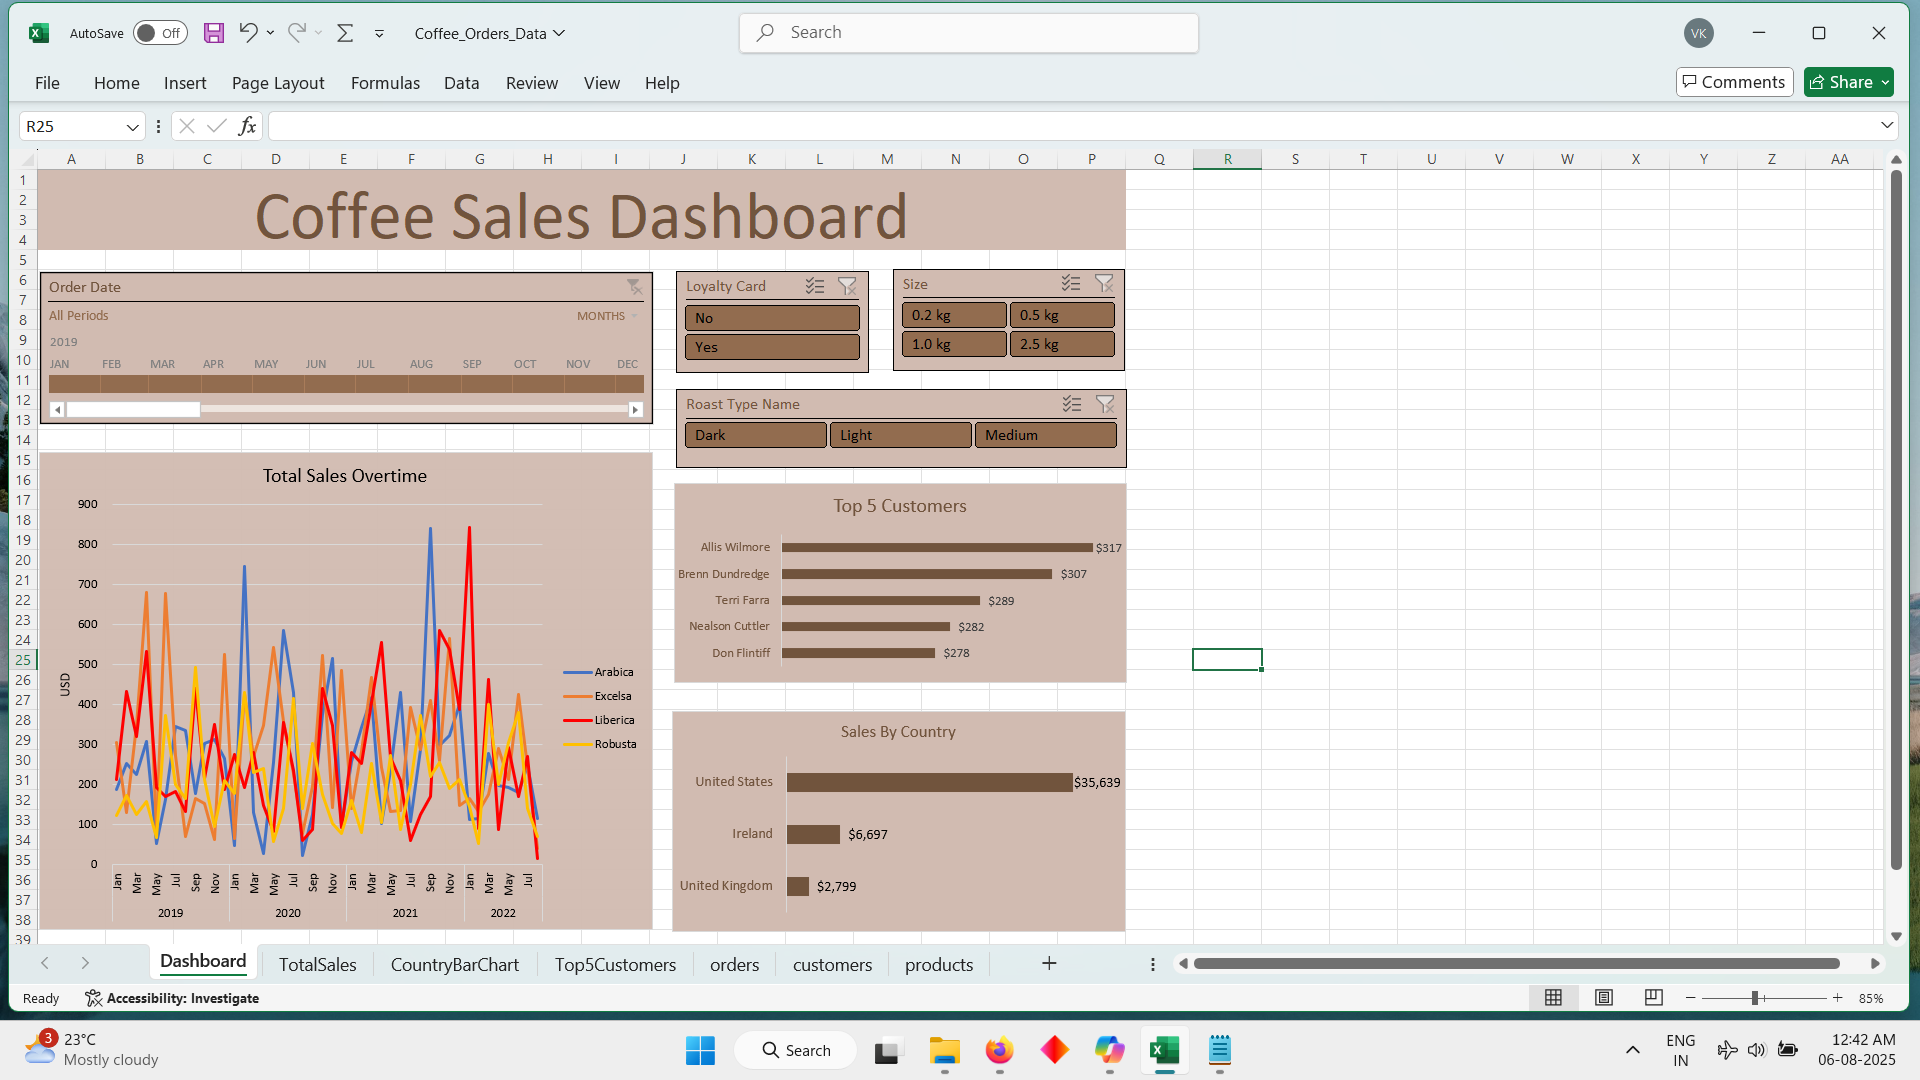 AutoSave Off Coffee_Orders_Data Search VK
File Home Insert Page Layout Formulas Data Review View Help Comments Share
R25 fx
A B C D E F G H I J K L M N O P Q R S T U V W X Y Z AA
1
2
3
4
5
6
7
8
9
10
11
12
13
14
15
16
17
18
19
20
21
22
23
24
25
26
27
28
29
30
31
32
33
34
35
36
37
38
39
Coffee Sales Dashboard
Order Date
All Periods MONTHS
2019
JAN FEB MAR APR MAY JUN JUL AUG SEP OCT NOV DEC
Loyalty Card
No
Yes
Size
0.2 kg 0.5 kg
1.0 kg 2.5 kg
Roast Type Name
Dark Light Medium
Total Sales Overtime
900
800
700
600
500
400
300
200
100
0
USD
Jan Mar May Jul Sep Nov Jan Mar May Jul Sep Nov Jan Mar May Jul Sep Nov Jan Mar May Jul
2019 2020 2021 2022
Arabica
Excelsa
Liberica
Robusta
Top 5 Customers
Allis Wilmore $317
Brenn Dundredge $307
Terri Farra $289
Nealson Cuttler $282
Don Flintiff $278
Sales By Country
United States $35,639
Ireland $6,697
United Kingdom $2,799
Dashboard TotalSales CountryBarChart Top5Customers orders customers products
Ready Accessibility: Investigate 85%
3 23°C
Mostly cloudy
Search
ENG
IN
12:42 AM
06-08-2025